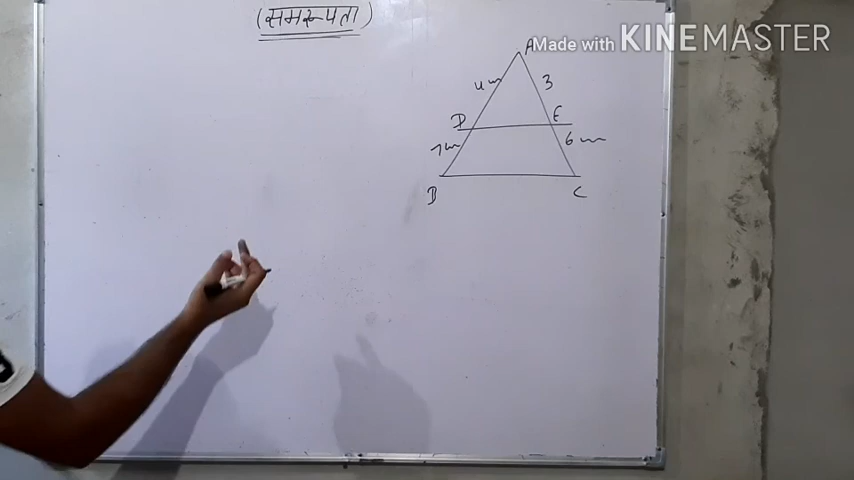 (समरूपता)
Made with KINEMASTER
A
4 cm 3
D E
7 cm 6 cm
B C